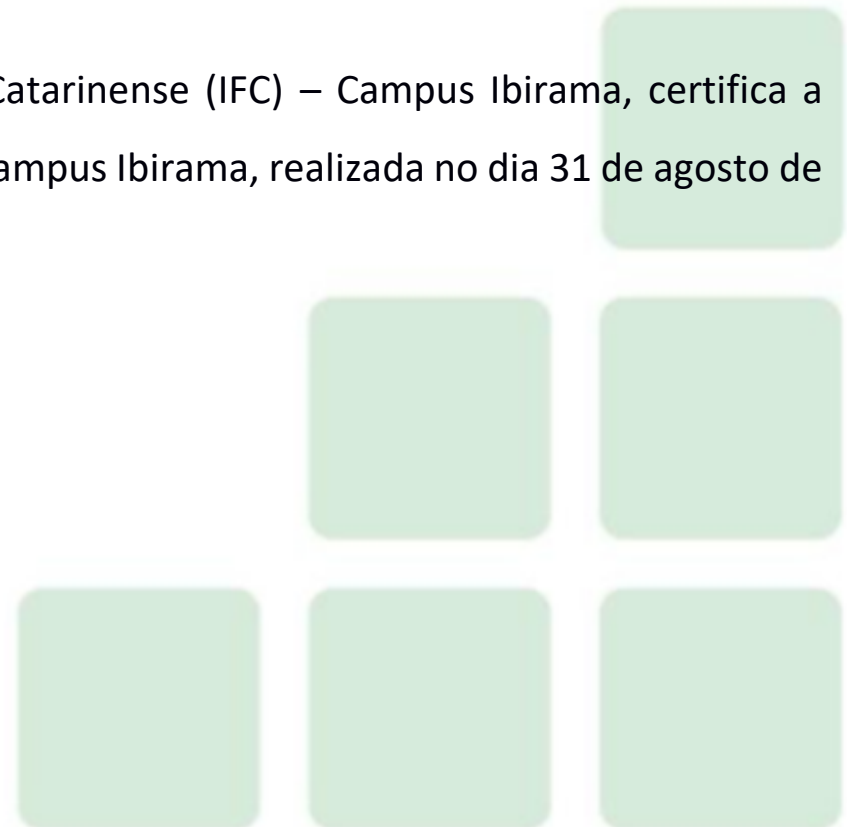 Catarinense (IFC) – Campus Ibirama, certifica a
ampus Ibirama, realizada no dia 31 de agosto de